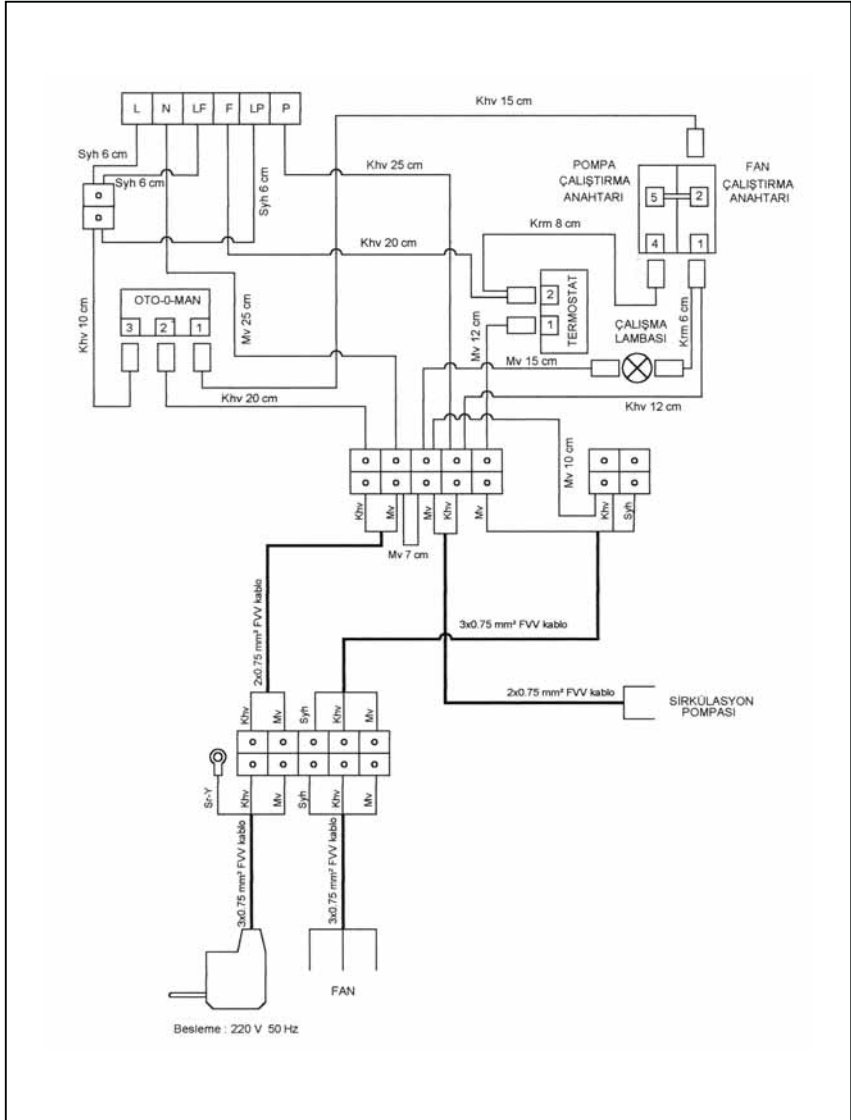 L N LF F LP P
Khv 15 cm
Syh 6 cm
Syh 6 cm
Syh 6 cm
Khv 25 cm
POMPA
ÇALIŞTIRMA
ANAHTARI
FAN
ÇALIŞTIRMA
ANAHTARI
5 2
4 1
Khv 20 cm
Krm 8 cm
OTO-0-MAN
3 2 1
Khv 10 cm
Mv 25 cm
Mv 12 cm
2
1
TERMOSTAT
ÇALIŞMA
LAMBASI
Krm 6 cm
Mv 15 cm
Khv 20 cm
Khv 12 cm
Mv 10 cm
Khv Mv Mv Khv Mv Khv Syh
Mv 7 cm
2x0.75 mm² FVV kablo
3x0.75 mm² FVV kablo
2x0.75 mm² FVV kablo
SİRKÜLASYON
POMPASI
Khv Mv Syh Khv Mv
Sr-Y Khv Mv Syh Khv Mv
3x0.75 mm² FVV kablo
3x0.75 mm² FVV kablo
FAN
Besleme : 220 V 50 Hz